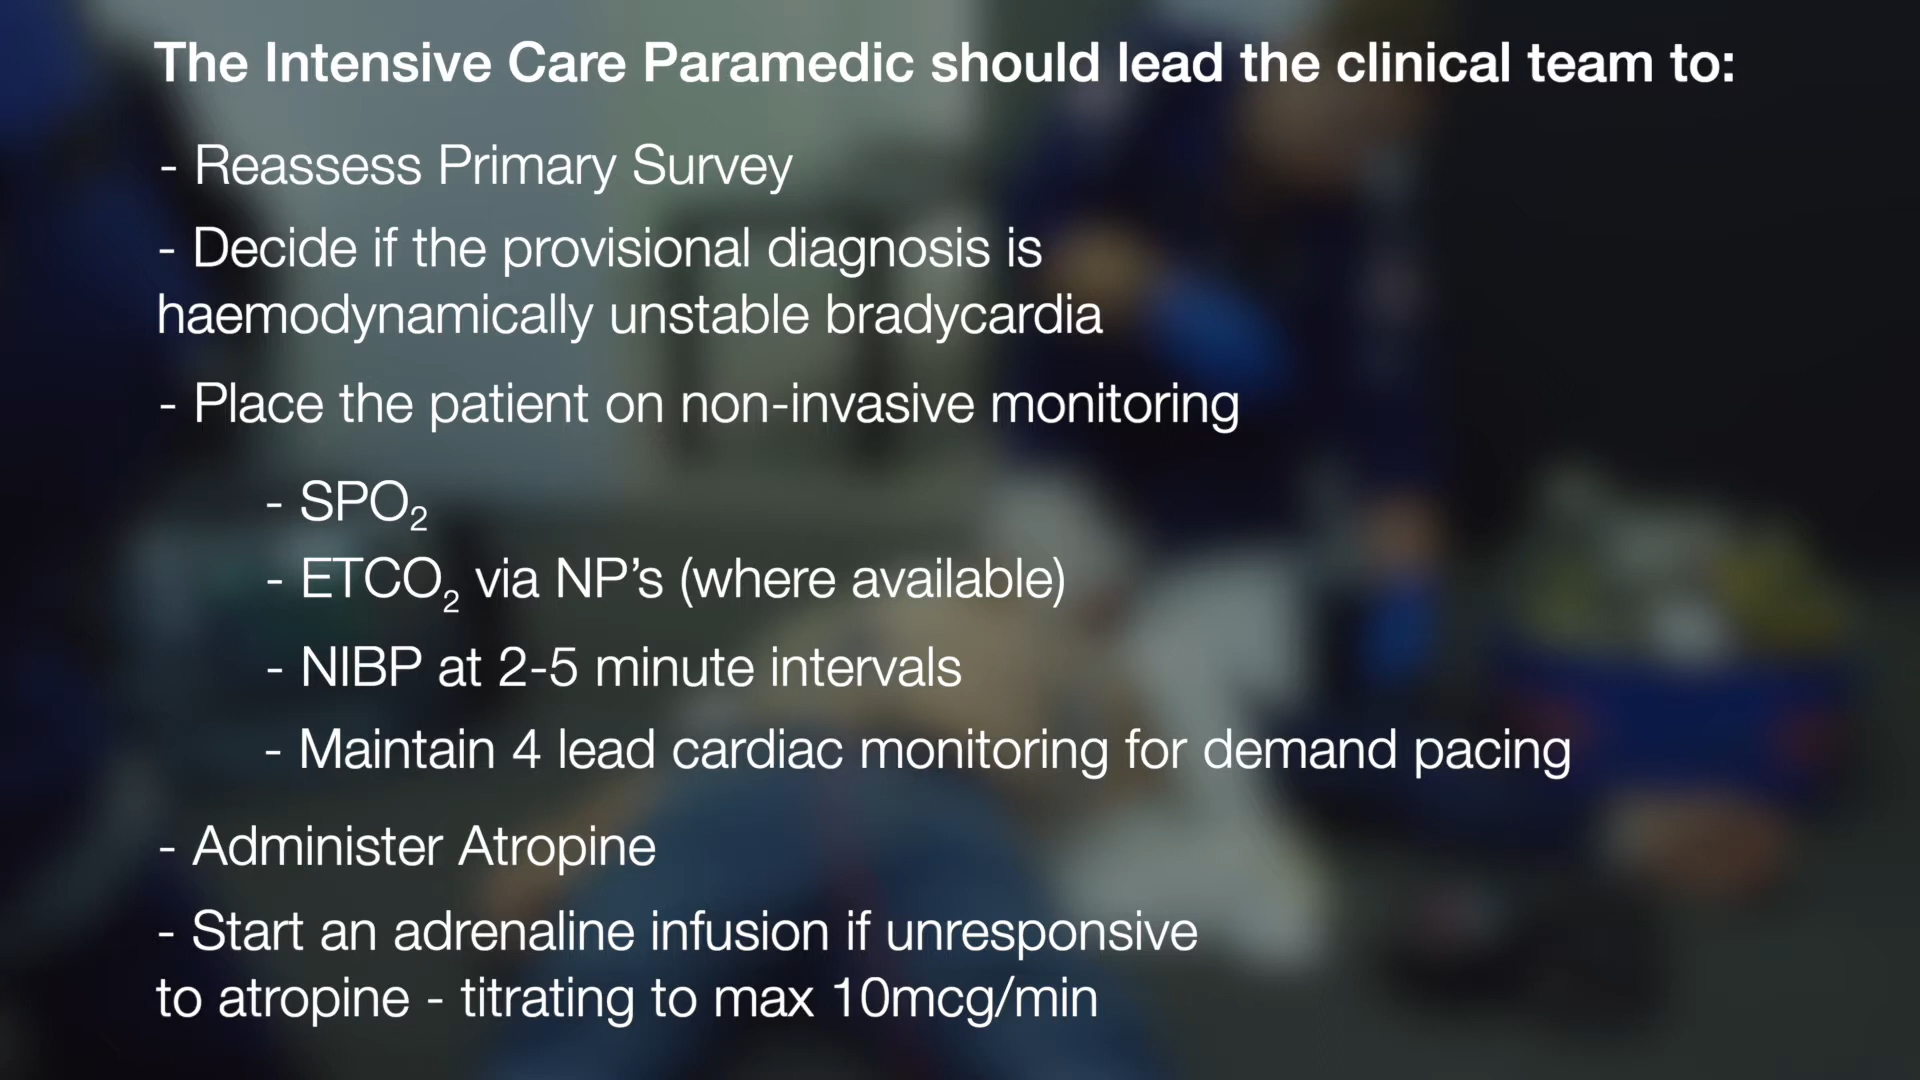 The Intensive Care Paramedic should lead the clinical team to:
- Reassess Primary Survey
- Decide if the provisional diagnosis is
haemodynamically unstable bradycardia
- Place the patient on non-invasive monitoring
- SPO₂
- ETCO₂ via NP’s (where available)
- NIBP at 2-5 minute intervals
- Maintain 4 lead cardiac monitoring for demand pacing
- Administer Atropine
- Start an adrenaline infusion if unresponsive
to atropine - titrating to max 10mcg/min